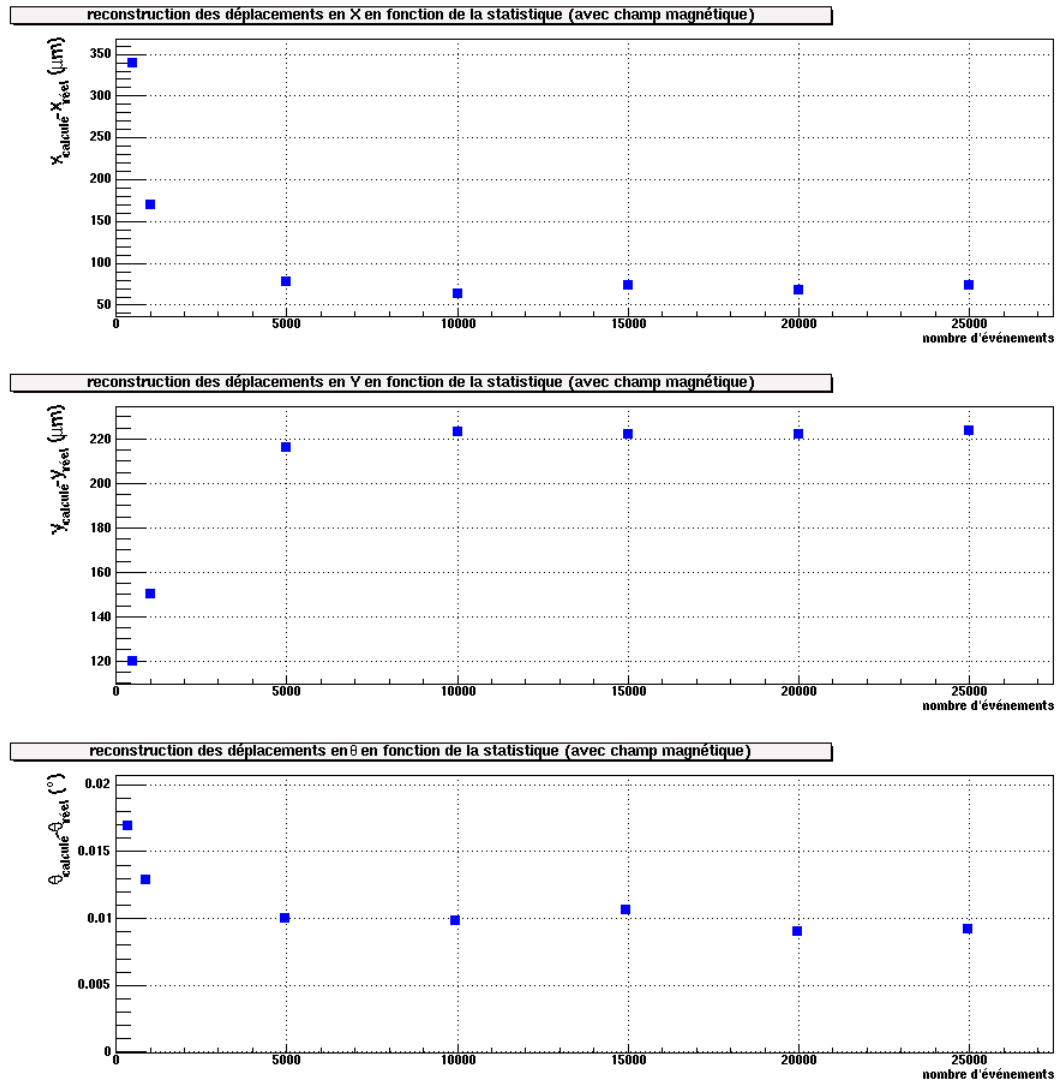 reconstruction des déplacements en X en fonction de la statistique (avec champ magnétique)
x_calculé-x_réel (μm)
350
300
250
200
150
100
50
0 5000 10000 15000 20000 25000
nombre d'événements
reconstruction des déplacements en Y en fonction de la statistique (avec champ magnétique)
y_calculé-y_réel (μm)
220
200
180
160
140
120
0 5000 10000 15000 20000 25000
nombre d'événements
reconstruction des déplacements en θ en fonction de la statistique (avec champ magnétique)
θ_calculé-θ_réel (°)
0.02
0.015
0.01
0.005
0
0 5000 10000 15000 20000 25000
nombre d'événements